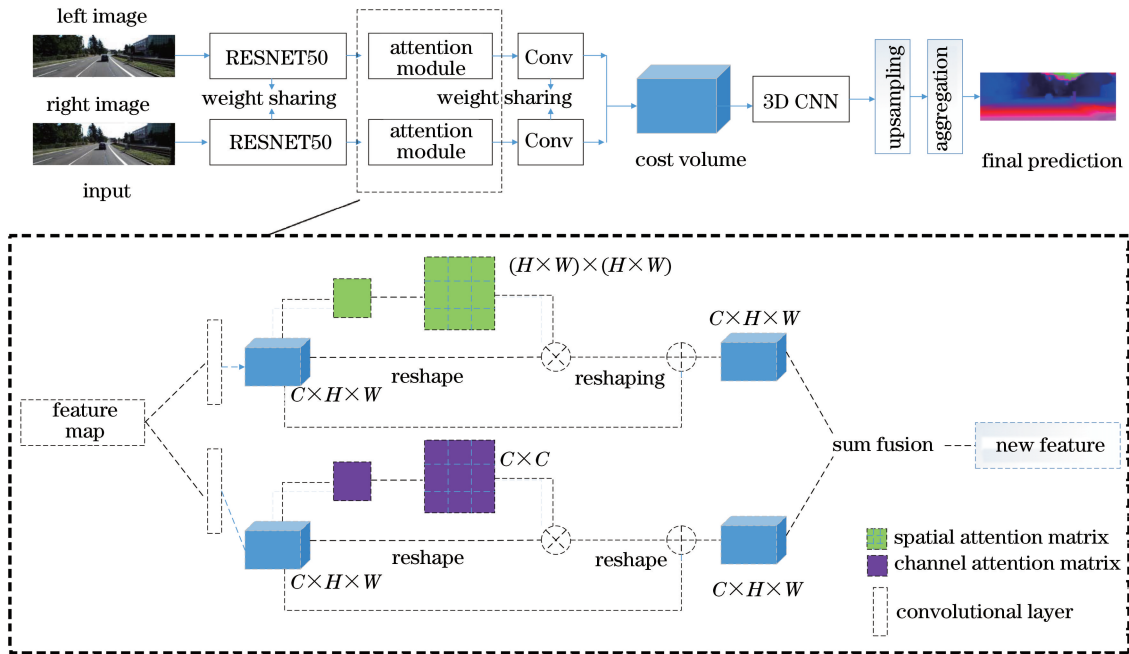 left image
RESNET50
attention
module
Conv
right image
weight sharing
weight sharing
RESNET50
attention
module
Conv
input
cost volume
3D CNN
upsampling
aggregation
final prediction
(H×W)×(H×W)
C×H×W
reshape
reshaping
C×H×W
feature
map
sum fusion
new feature
C×C
reshape
reshape
C×H×W
C×H×W
spatial attention matrix
channel attention matrix
convolutional layer